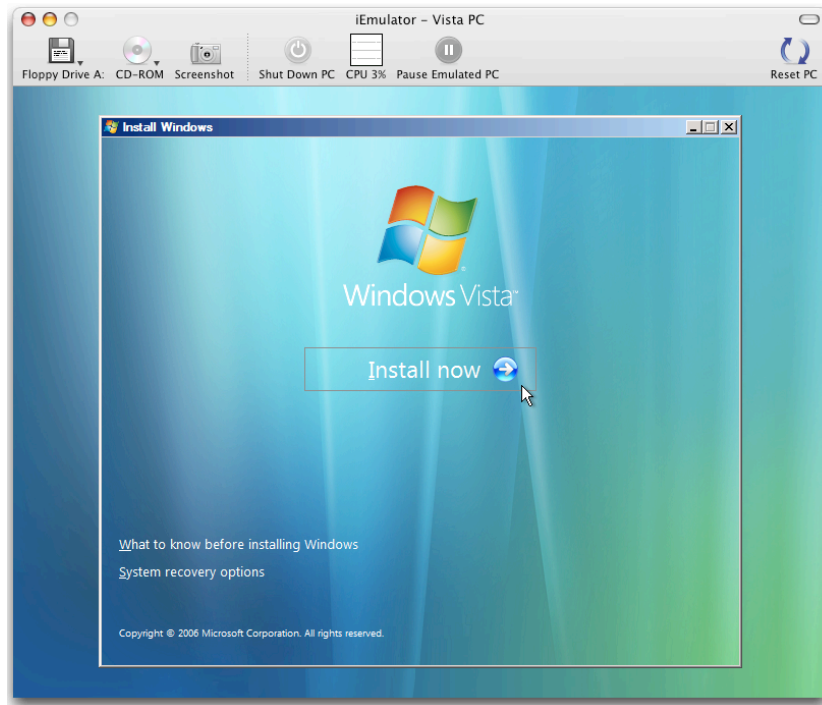 iEmulator – Vista PC
Floppy Drive A: CD-ROM Screenshot Shut Down PC CPU 3% Pause Emulated PC Reset PC
Install Windows
Windows Vista™
Install now
What to know before installing Windows
System recovery options
Copyright © 2006 Microsoft Corporation. All rights reserved.